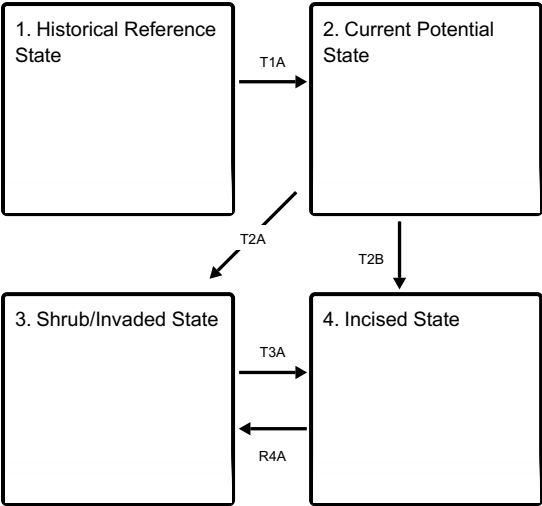 1. Historical Reference
State
T1A
2. Current Potential
State
T2A
T2B
3. Shrub/Invaded State
T3A
R4A
4. Incised State